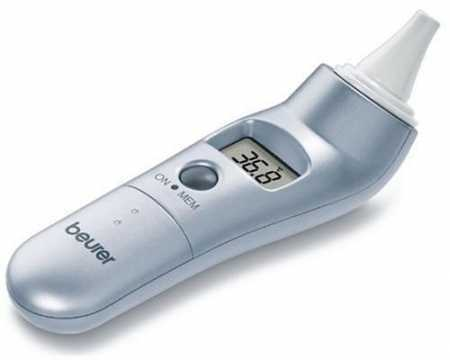 36.8
ON • MEM
beurer